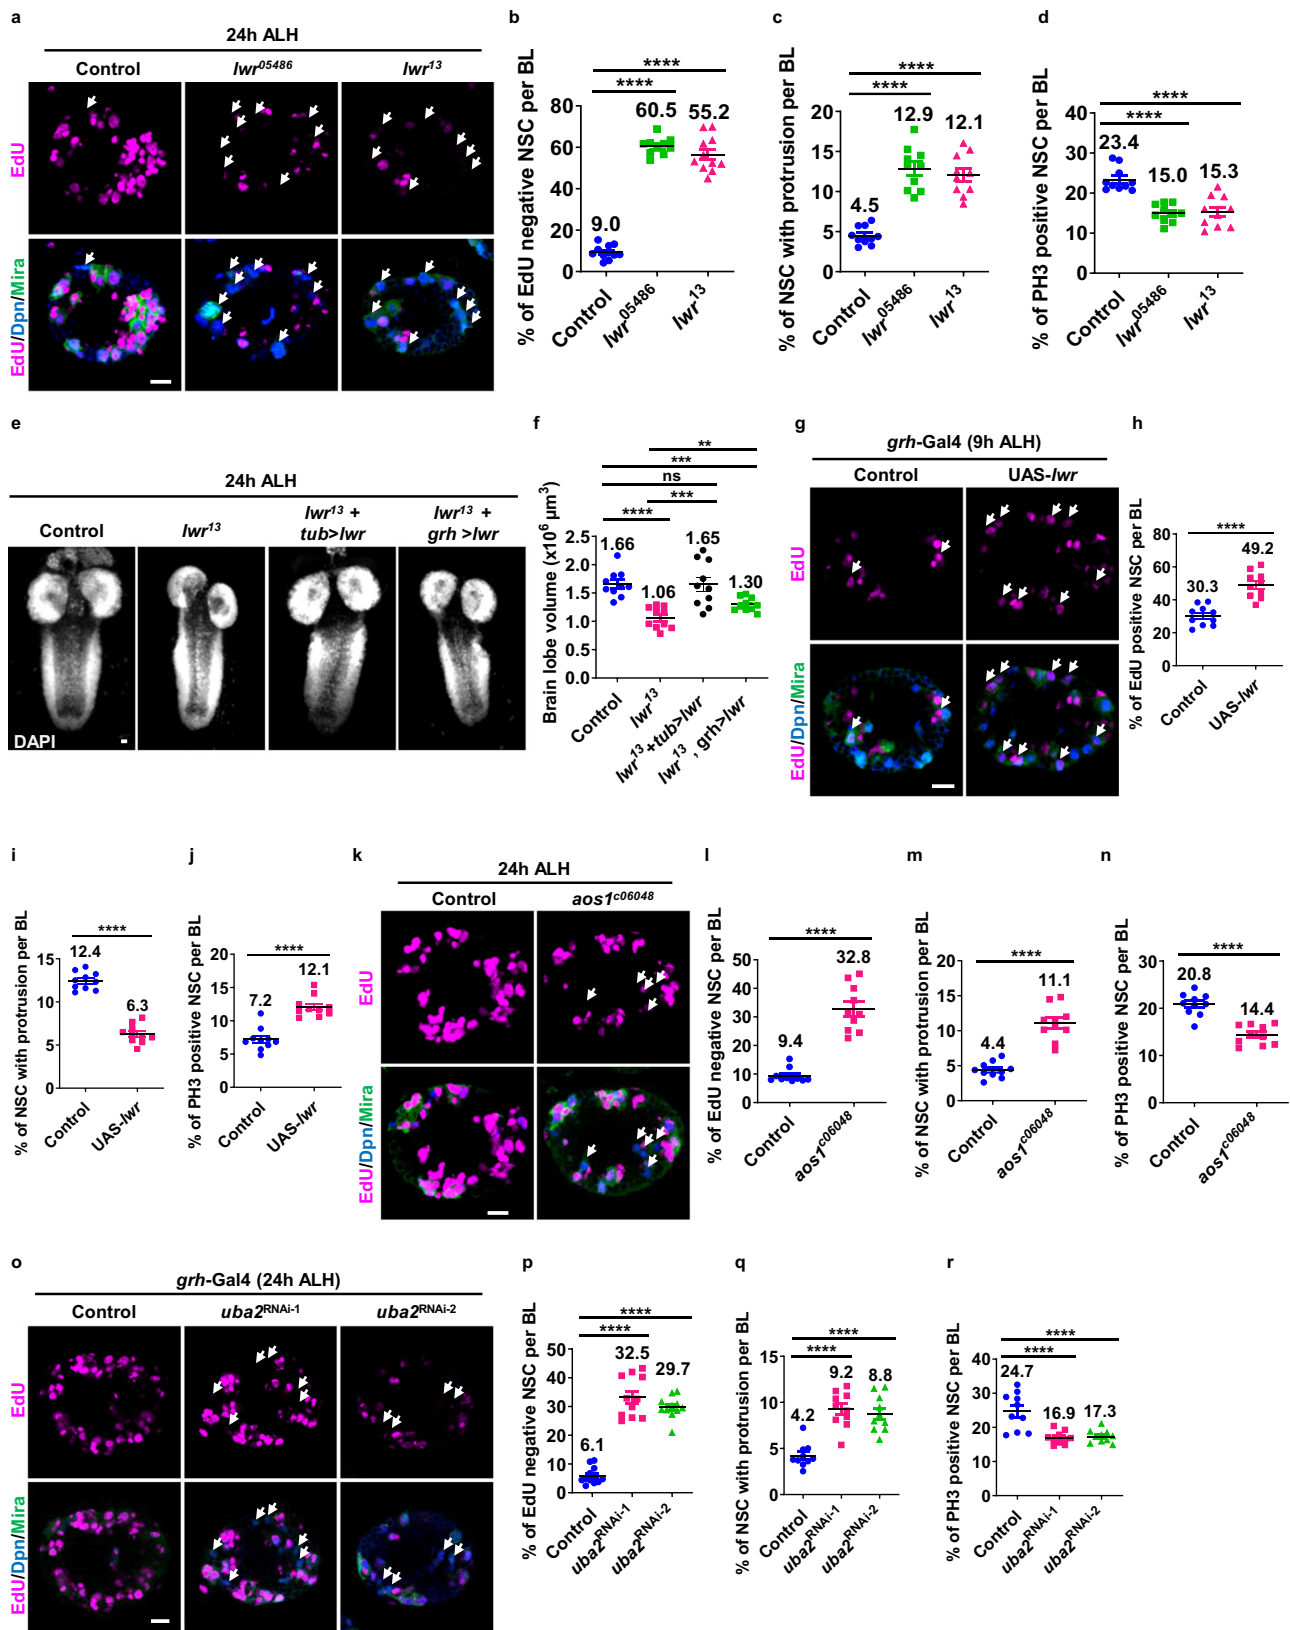 a
24h ALH
Control
lwr05486
lwr13
EdU
EdU/Dpn/Mira
b
% of EdU negative NSC per BL
****
****
60.5
55.2
9.0
80
60
40
20
0
Control
lwr05486
lwr13
c
% of NSC with protrusion per BL
****
****
12.9
12.1
4.5
20
15
10
5
0
Control
lwr05486
lwr13
d
% of PH3 positive NSC per BL
****
****
23.4
15.0
15.3
40
30
20
10
0
Control
lwr05486
lwr13
e
24h ALH
Control
lwr13
lwr13 +
tub>lwr
lwr13 +
grh >lwr
DAPI
f
Brain lobe volume (x10⁶ µm³)
**
***
ns
***
****
1.66
1.06
1.65
1.30
2.5
2.0
1.5
1.0
0.5
0.0
Control
lwr13
lwr13+tub>lwr
lwr13, grh>lwr
g
grh-Gal4 (9h ALH)
Control
UAS-lwr
EdU
EdU/Dpn/Mira
h
% of EdU positive NSC per BL
****
49.2
30.3
80
60
40
20
0
Control
UAS-lwr
i
% of NSC with protrusion per BL
****
12.4
6.3
15
10
5
0
Control
UAS-lwr
j
% of PH3 positive NSC per BL
****
12.1
7.2
20
15
10
5
0
Control
UAS-lwr
k
24h ALH
Control
aos1c06048
EdU
EdU/Dpn/Mira
l
% of EdU negative NSC per BL
****
32.8
9.4
50
40
30
20
10
0
Control
aos1c06048
m
% of NSC with protrusion per BL
****
11.1
4.4
20
15
10
5
0
Control
aos1c06048
n
% of PH3 positive NSC per BL
****
20.8
14.4
30
20
10
0
Control
aos1c06048
o
grh-Gal4 (24h ALH)
Control
uba2RNAi-1
uba2RNAi-2
EdU
EdU/Dpn/Mira
p
% of EdU negative NSC per BL
****
****
32.5
29.7
6.1
50
40
30
20
10
0
Control
uba2RNAi-1
uba2RNAi-2
q
% of NSC with protrusion per BL
****
****
9.2
8.8
4.2
15
10
5
0
Control
uba2RNAi-1
uba2RNAi-2
r
% of PH3 positive NSC per BL
****
****
24.7
16.9
17.3
40
30
20
10
0
Control
uba2RNAi-1
uba2RNAi-2